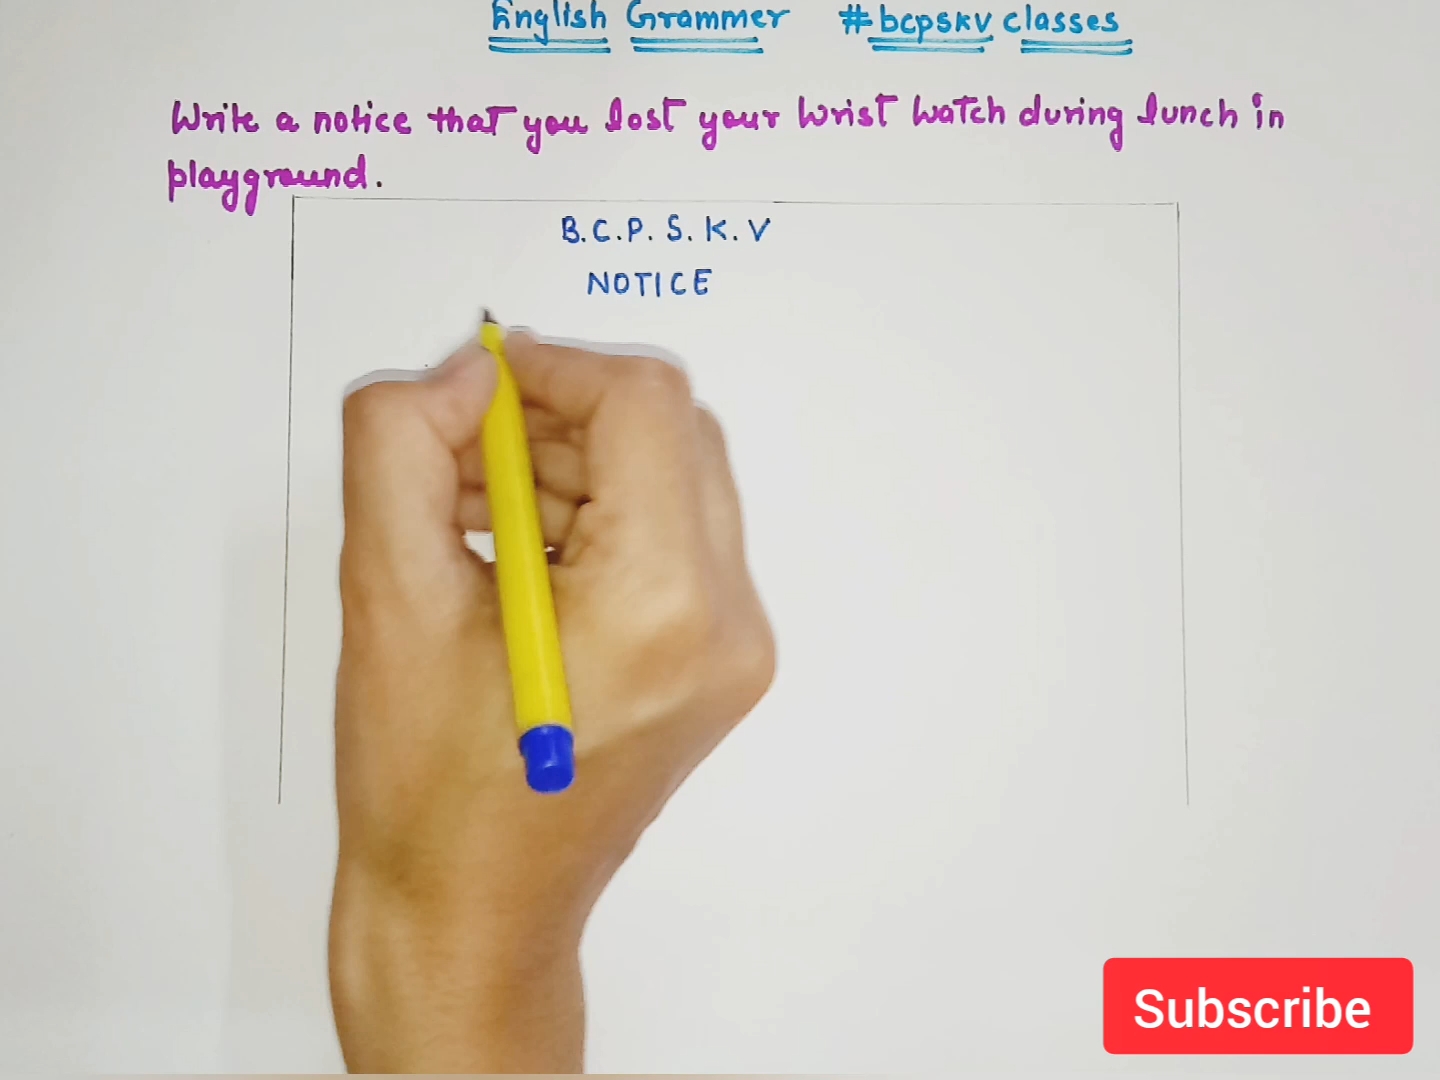 English Grammer #bcpskv classes
Write a notice that you lost your wrist watch during lunch in
playground.
B.C.P.S.K.V
NOTICE
Subscribe